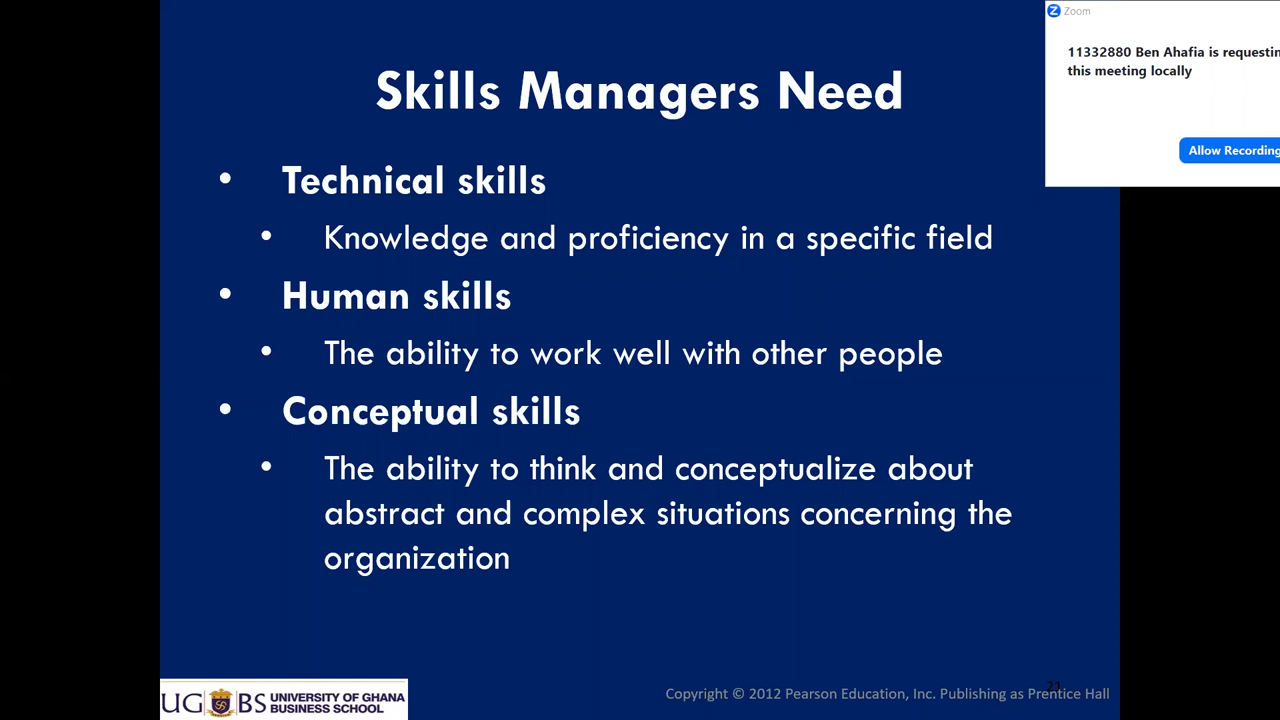 Zoom
11332880 Ben Ahafia is requestin
this meeting locally
Allow Recording
Skills Managers Need
• Technical skills
• Knowledge and proficiency in a specific field
• Human skills
• The ability to work well with other people
• Conceptual skills
• The ability to think and conceptualize about
abstract and complex situations concerning the
organization
21
UGBS UNIVERSITY OF GHANA
BUSINESS SCHOOL
Copyright © 2012 Pearson Education, Inc. Publishing as Prentice Hall